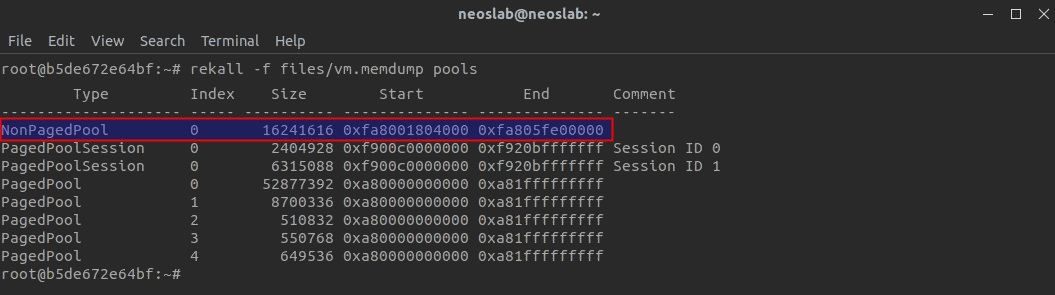 neoslab@neoslab: ~
File Edit View Search Terminal Help
root@b5de672e64bf:~# rekall -f files/vm.memdump pools
Type Index Size Start End Comment
-------------------- ----- ---------- -------------- -------------- -------
NonPagedPool 0 16241616 0xfa8001804000 0xfa805fe00000
PagedPoolSession 0 2404928 0xf900c0000000 0xf920bfffffff Session ID 0
PagedPoolSession 0 6315088 0xf900c0000000 0xf920bfffffff Session ID 1
PagedPool 0 52877392 0xa80000000000 0xa81fffffffff
PagedPool 1 8700336 0xa80000000000 0xa81fffffffff
PagedPool 2 510832 0xa80000000000 0xa81fffffffff
PagedPool 3 550768 0xa80000000000 0xa81fffffffff
PagedPool 4 649536 0xa80000000000 0xa81fffffffff
root@b5de672e64bf:~#